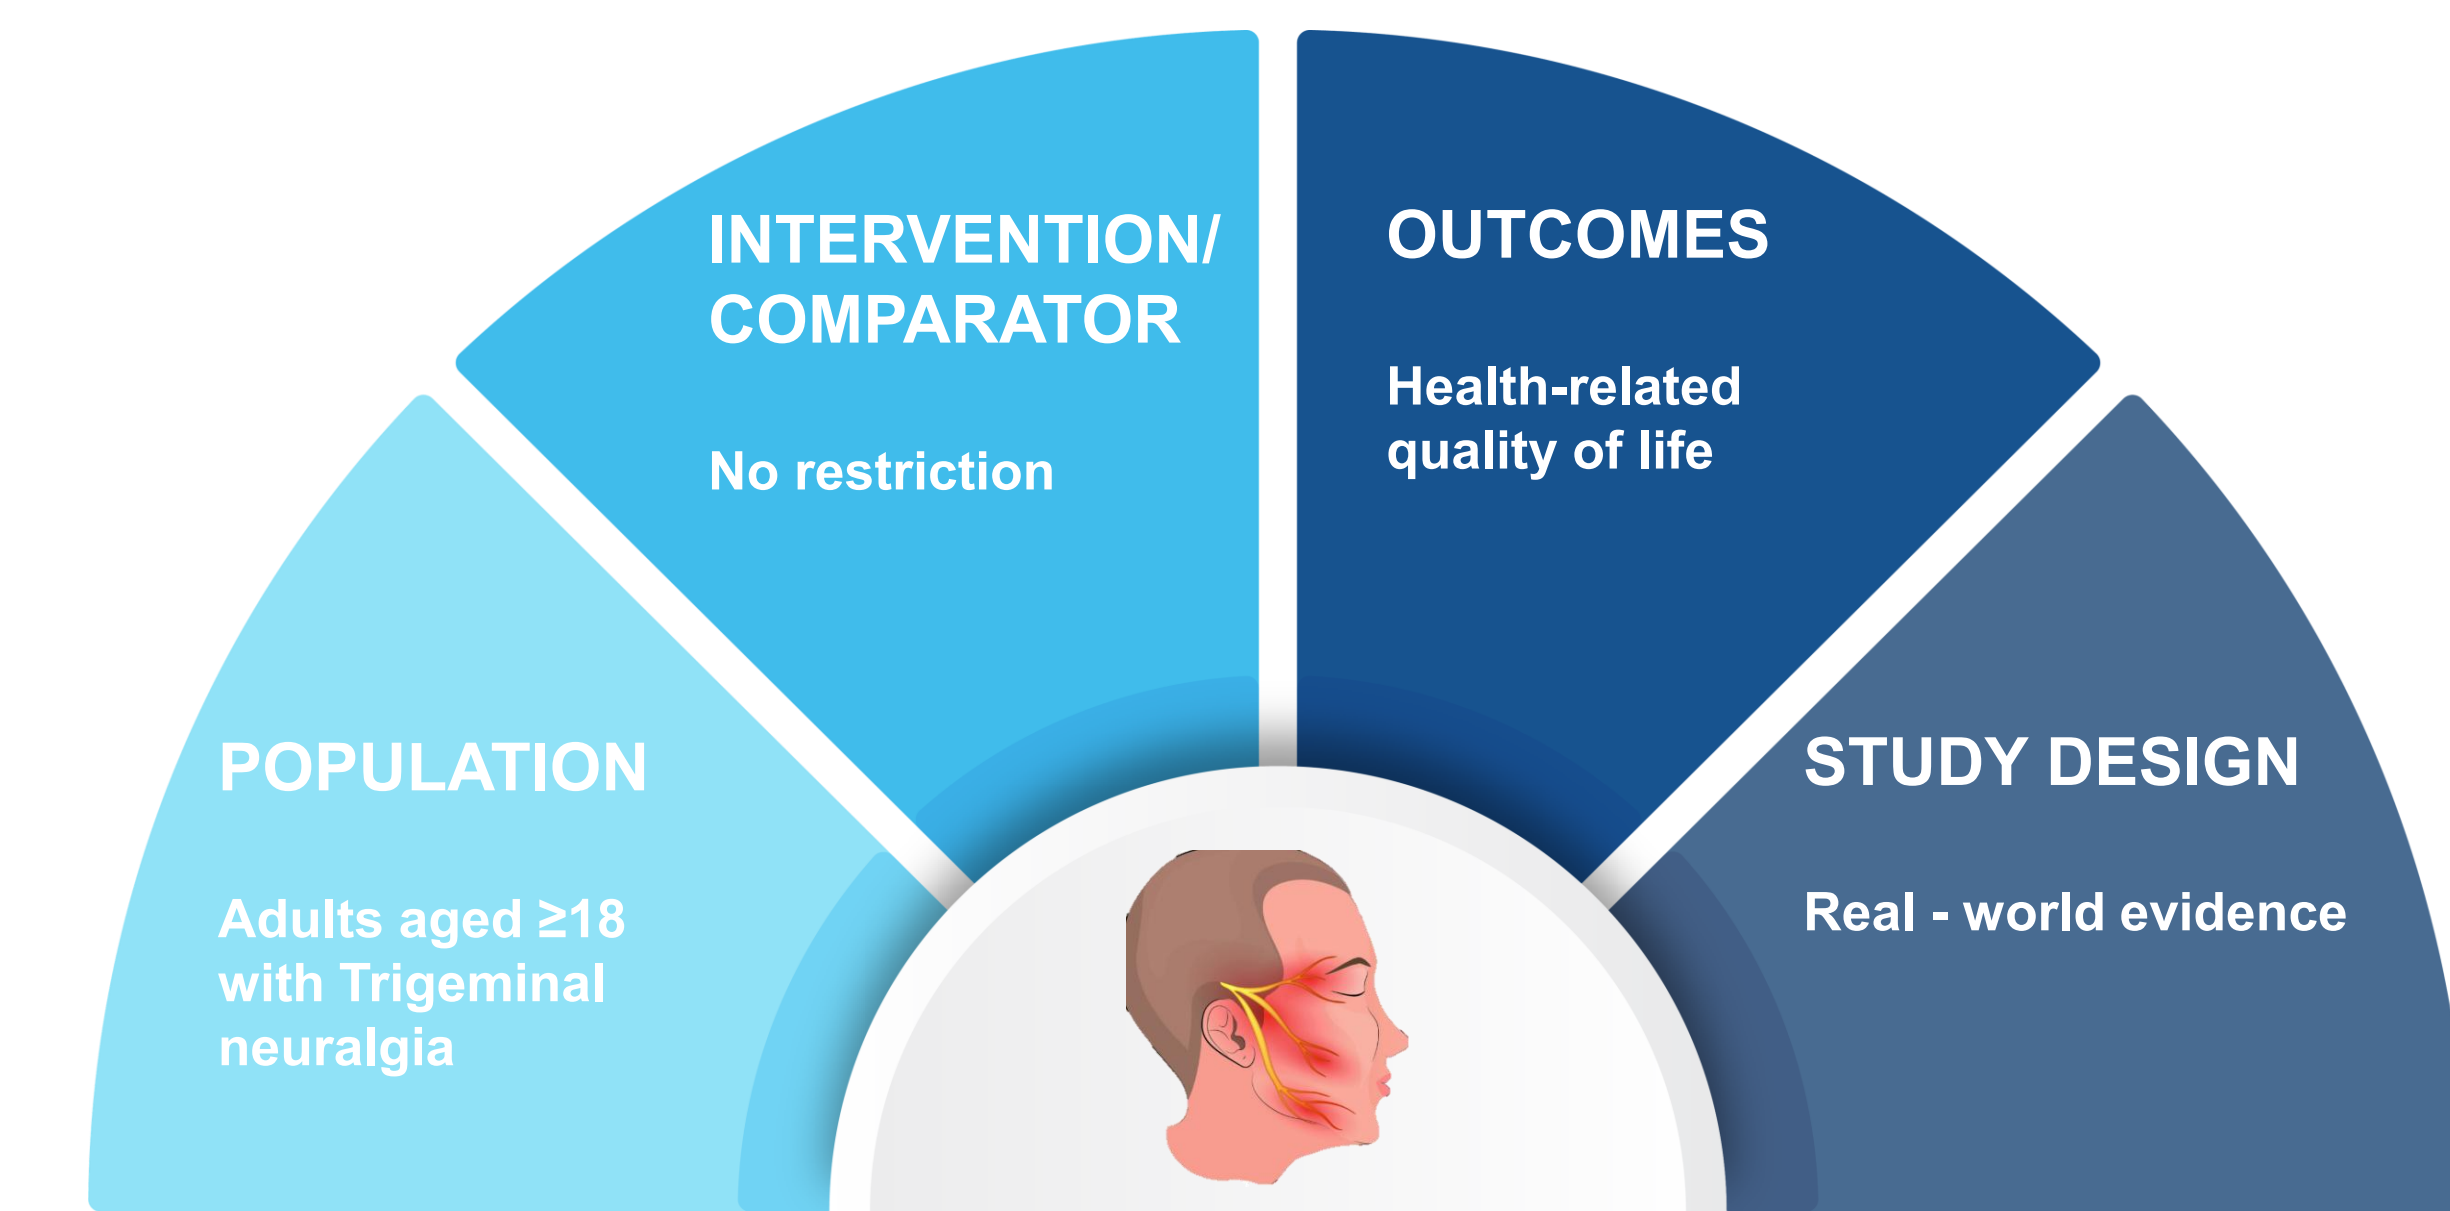 INTERVENTION/
COMPARATOR
No restriction
OUTCOMES
Health-related
quality of life
POPULATION
Adults aged ≥18
with Trigeminal
neuralgia
STUDY DESIGN
Real - world evidence